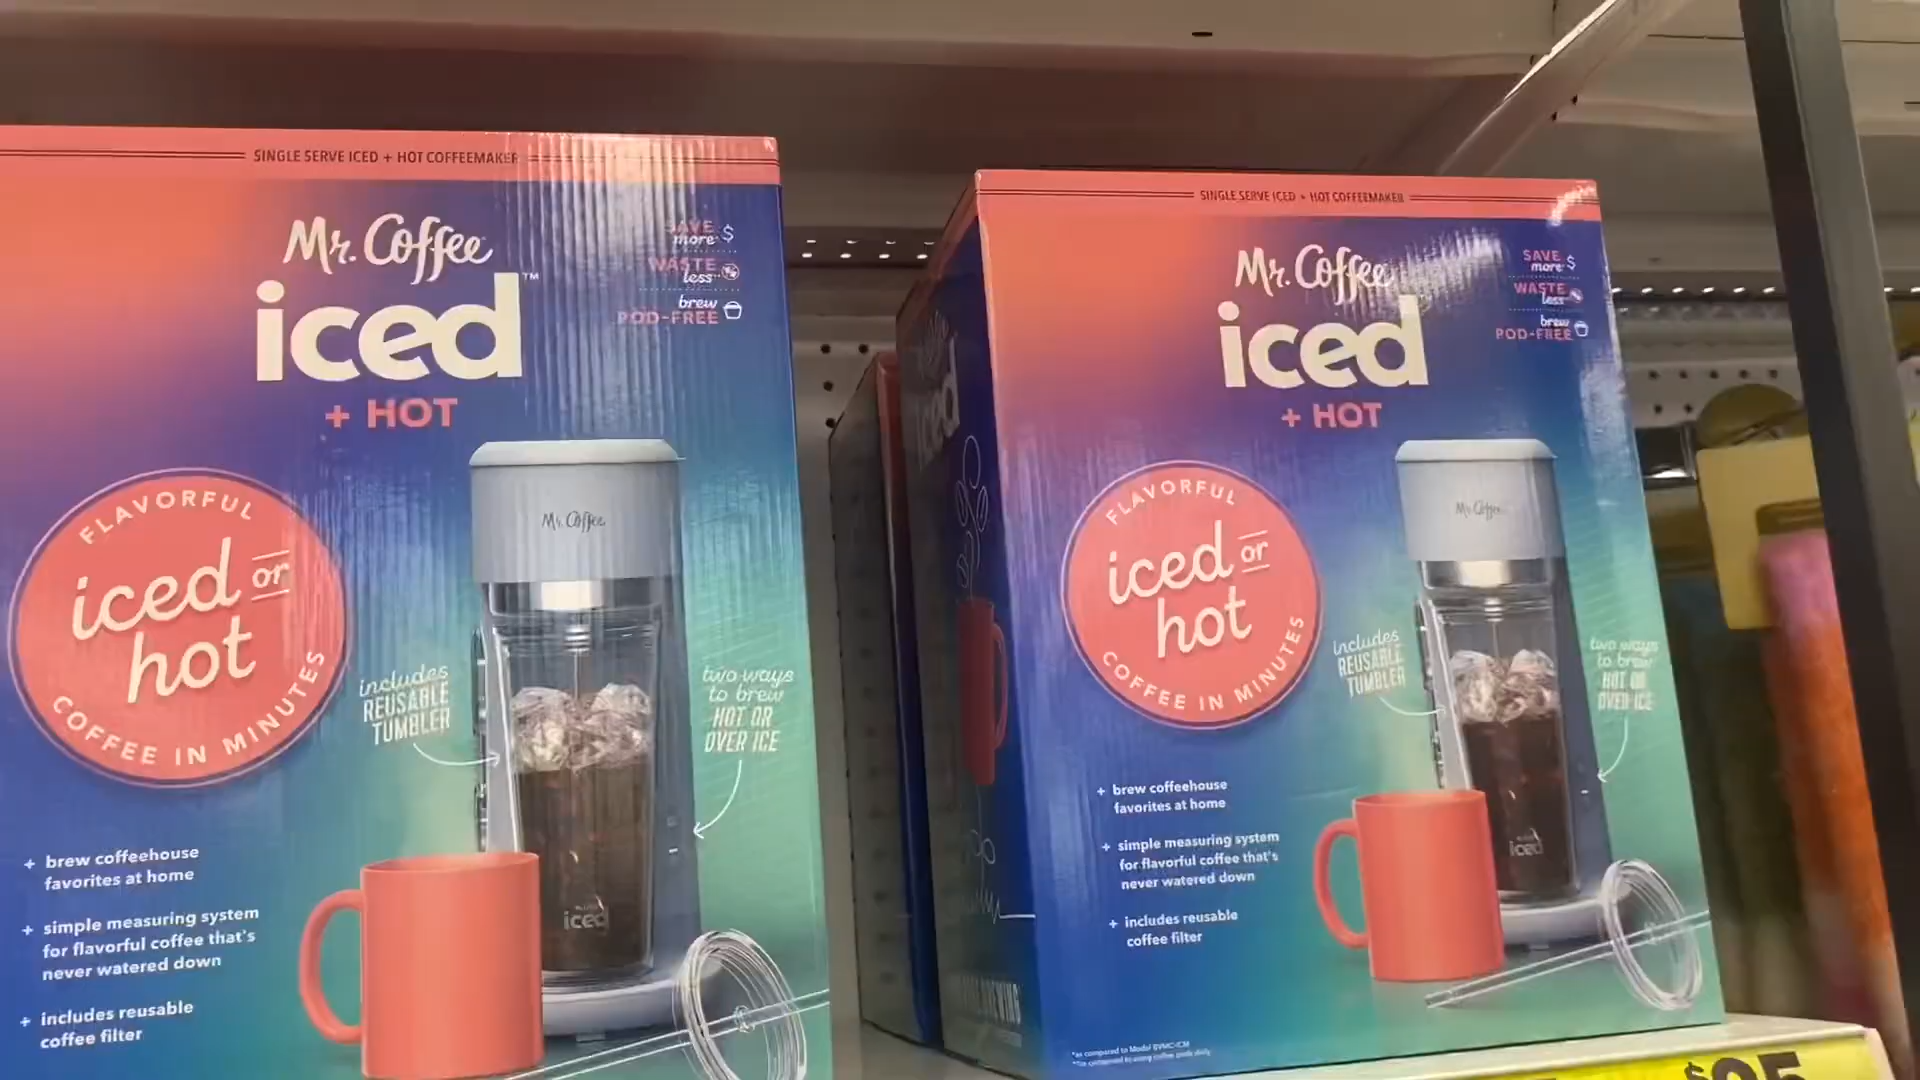 SINGLE SERVE ICED + HOT COFFEEMAKER
Mr. Coffee
iced™
+ HOT
SAVE
more $
WASTE
less
brew
POD-FREE
FLAVORFUL
iced or
hot
COFFEE IN MINUTES
Mr. Coffee
includes
REUSABLE
TUMBLER
two ways
to brew
HOT OR
OVER ICE
iced
+ brew coffeehouse
favorites at home
+ simple measuring system
for flavorful coffee that's
never watered down
+ includes reusable
coffee filter
SINGLE SERVE ICED + HOT COFFEEMAKER
Mr. Coffee
iced
+ HOT
SAVE
more $
WASTE
less
brew
POD-FREE
FLAVORFUL
iced or
hot
COFFEE IN MINUTES
Mr. Coffee
includes
REUSABLE
TUMBLER
two ways
to brew
HOT OR
OVER ICE
iced
+ brew coffeehouse
favorites at home
+ simple measuring system
for flavorful coffee that's
never watered down
+ includes reusable
coffee filter
iced